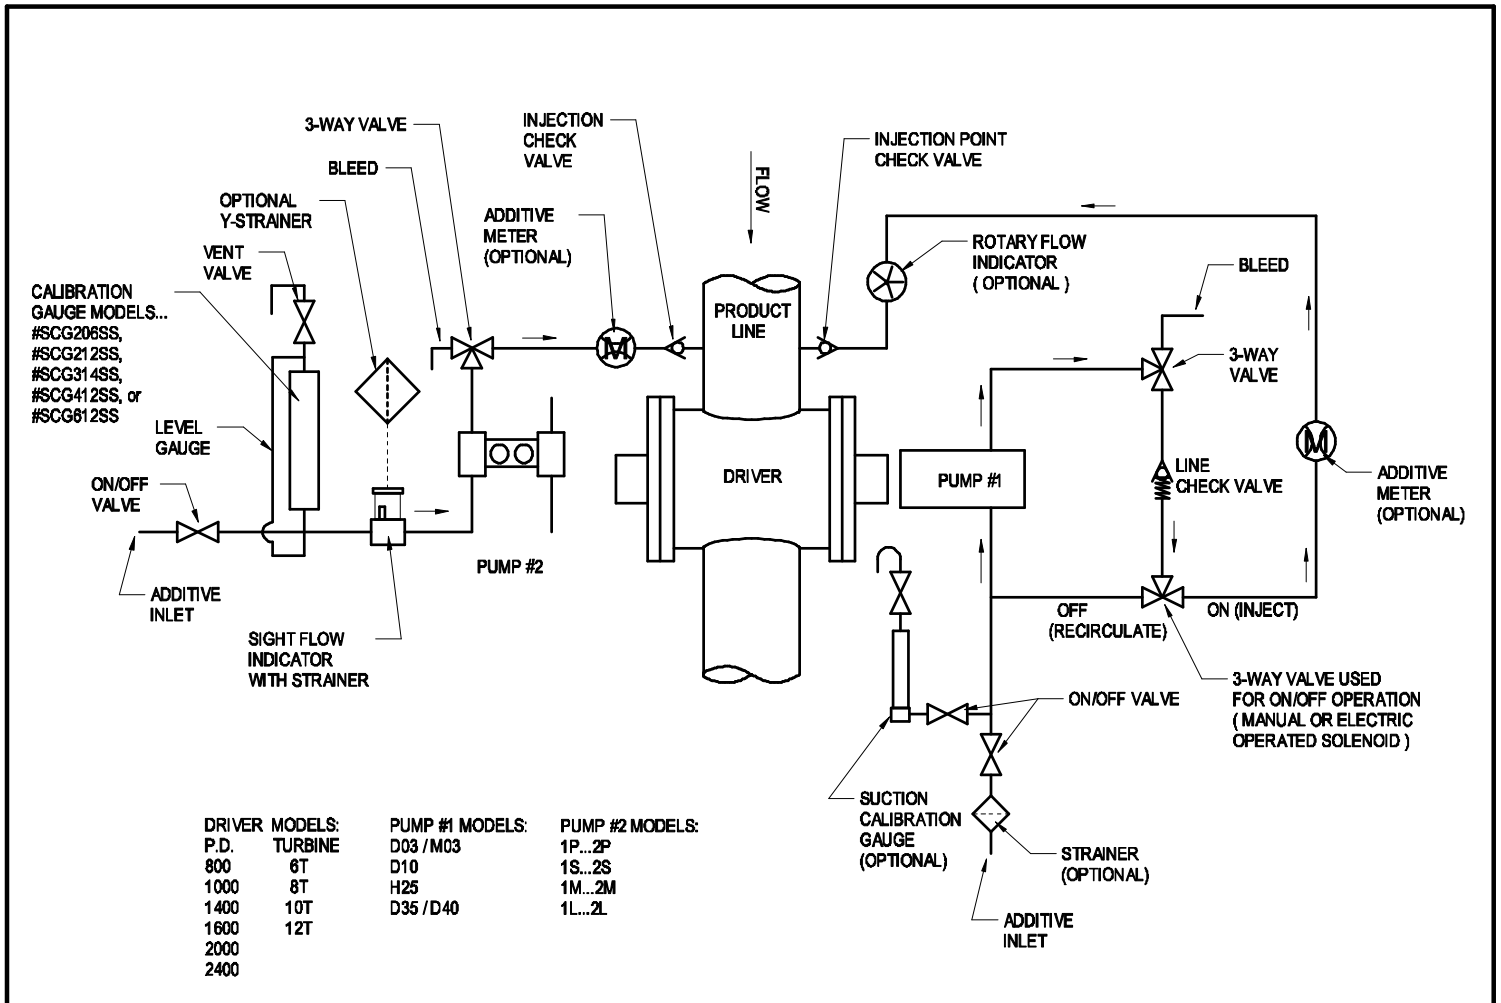 3-WAY VALVE
BLEED
OPTIONAL
Y-STRAINER
VENT
VALVE
CALIBRATION
GAUGE MODELS...
#SCG206SS,
#SCG212SS,
#SCG314SS,
#SCG412SS, or
#SCG612SS
LEVEL
GAUGE
ON/OFF
VALVE
ADDITIVE
INLET
SIGHT FLOW
INDICATOR
WITH STRAINER
INJECTION
CHECK
VALVE
ADDITIVE
METER
(OPTIONAL)
M
PUMP #2
FLOW
PRODUCT
LINE
DRIVER
INJECTION POINT
CHECK VALVE
ROTARY FLOW
INDICATOR
( OPTIONAL )
BLEED
3-WAY
VALVE
PUMP #1
LINE
CHECK VALVE
M
ADDITIVE
METER
(OPTIONAL)
OFF
(RECIRCULATE)
ON (INJECT)
3-WAY VALVE USED
FOR ON/OFF OPERATION
( MANUAL OR ELECTRIC
OPERATED SOLENOID )
ON/OFF VALVE
SUCTION
CALIBRATION
GAUGE
(OPTIONAL)
STRAINER
(OPTIONAL)
ADDITIVE
INLET
DRIVER MODELS:
P.D. TURBINE
800 6T
1000 8T
1400 10T
1600 12T
2000
2400
PUMP #1 MODELS:
D03 / M03
D10
H25
D35 / D40
PUMP #2 MODELS:
1P...2P
1S...2S
1M...2M
1L...2L